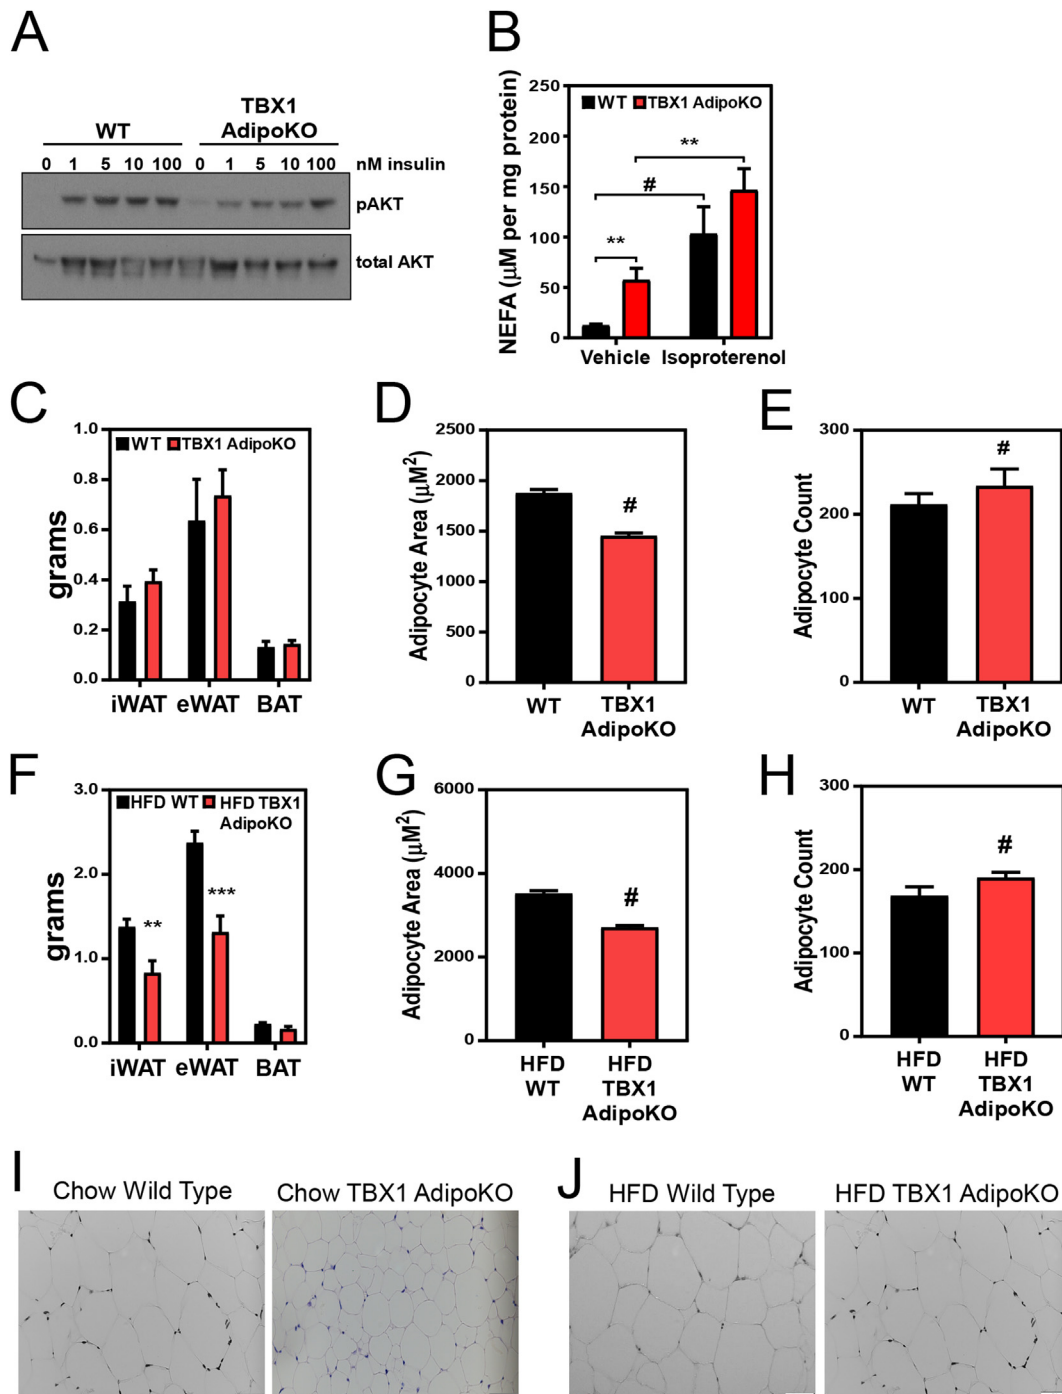 A
WT
TBX1
AdipoKO
0 1 5 10 100 0 1 5 10 100 nM insulin
pAKT
total AKT
B
NEFA (μM per mg protein)
250
200
150
100
50
0
WT TBX1 AdipoKO
**
#
**
Vehicle Isoproterenol
C
grams
1.0
0.8
0.6
0.4
0.2
0.0
WT TBX1 AdipoKO
iWAT eWAT BAT
D
Adipocyte Area (μM²)
2500
2000
1500
1000
500
0
#
WT TBX1
AdipoKO
E
Adipocyte Count
300
200
100
0
#
WT TBX1
AdipoKO
F
grams
3.0
2.0
1.0
0.0
HFD WT HFD TBX1
AdipoKO
**
***
iWAT eWAT BAT
G
Adipocyte Area (μM²)
6000
4000
2000
0
#
HFD HFD
WT TBX1
AdipoKO
H
Adipocyte Count
300
200
100
0
#
HFD HFD
WT TBX1
AdipoKO
I
Chow Wild Type Chow TBX1 AdipoKO
J
HFD Wild Type HFD TBX1 AdipoKO